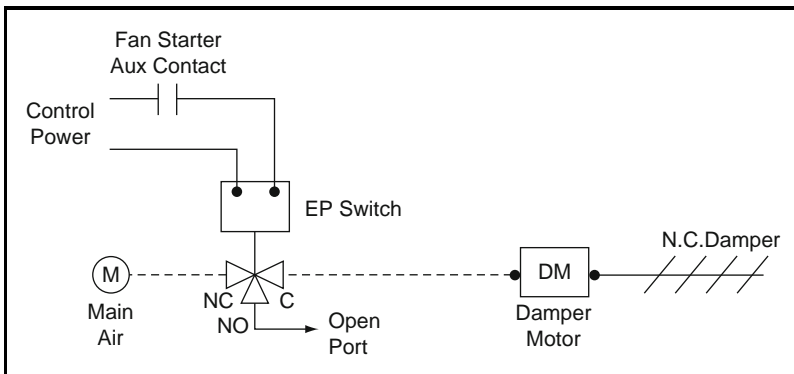 Fan Starter
Aux Contact
Control
Power
EP Switch
N.C.Damper
M
DM
NC
C
Main
Air
NO
Open
Port
Damper
Motor